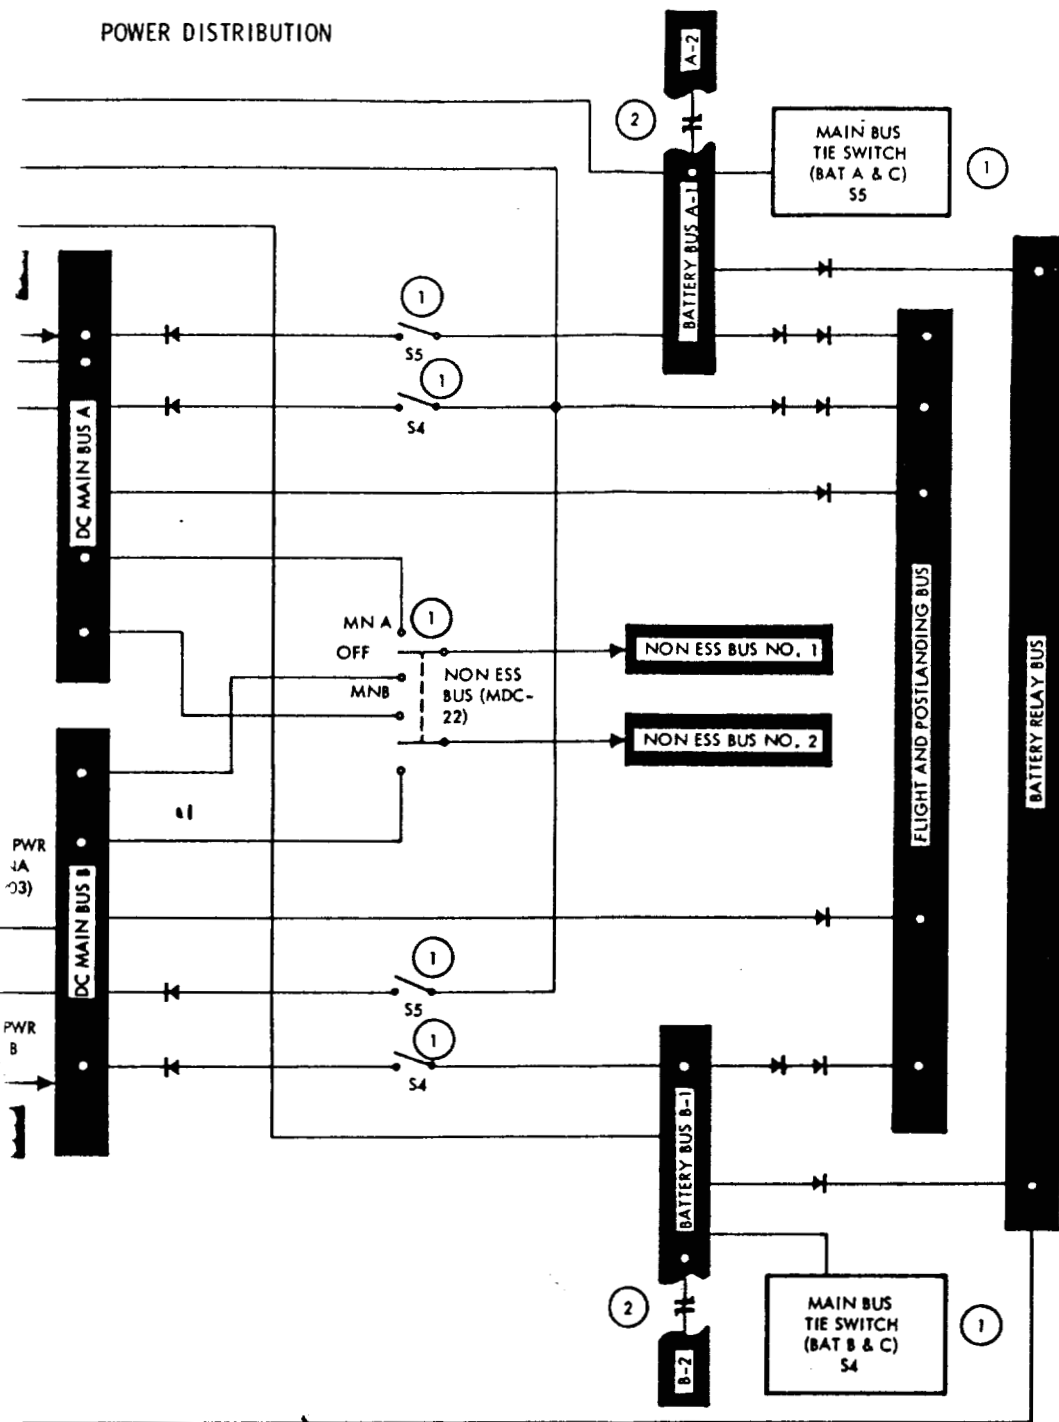 POWER DISTRIBUTION
A-2
2
MAIN BUS
TIE SWITCH
(BAT A & C)
S5
1
BATTERY BUS A-1
1
S5
1
S4
DC MAIN BUS A
MN A
1
OFF
MNB
NON ESS
BUS (MDC-
22)
NON ESS BUS NO. 1
NON ESS BUS NO. 2
FLIGHT AND POSTLANDING BUS
BATTERY RELAY BUS
PWR
DC MAIN BUS B
1
S5
PWR
B
1
S4
BATTERY BUS B-1
2
B-2
MAIN BUS
TIE SWITCH
(BAT B & C)
S4
1